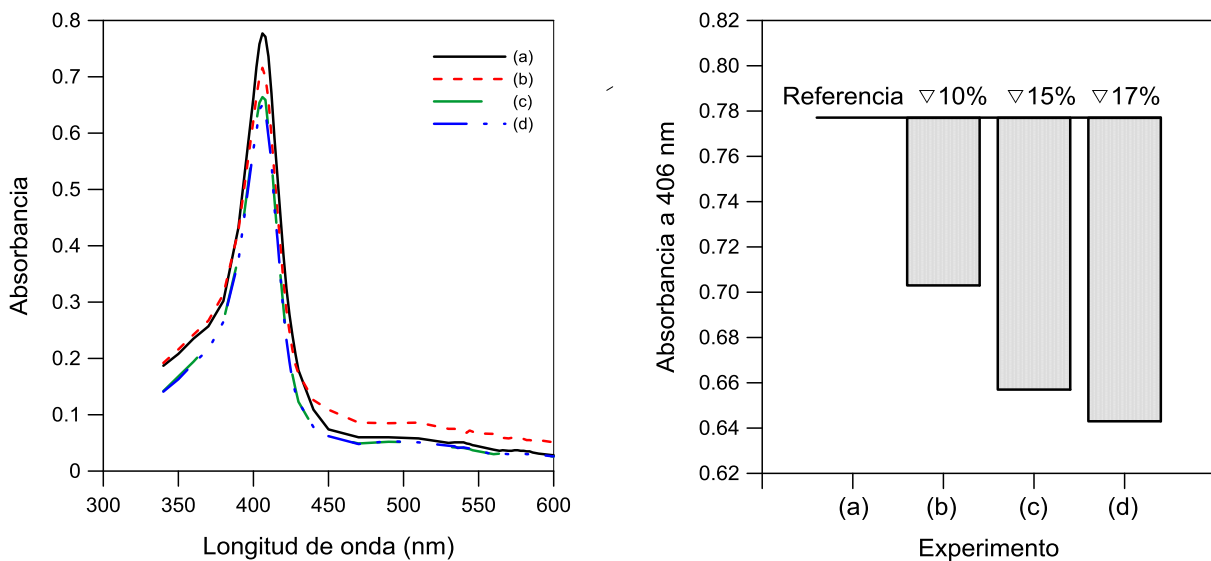 0.8
0.7
0.6
0.5
0.4
0.3
0.2
0.1
0
Absorbancia
(a)
(b)
(c)
(d)
300
350
400
450
500
550
600
Longitud de onda (nm)
0.82
0.80
0.78
0.76
0.74
0.72
0.70
0.68
0.66
0.64
0.62
Absorbancia a 406 nm
Referencia ▽10% ▽15% ▽17%
(a) (b) (c) (d)
Experimento